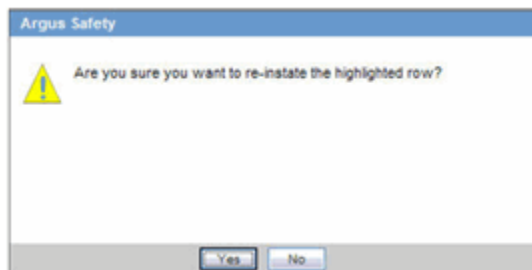 Argus Safety
Are you sure you want to re-instate the highlighted row?
Yes
No